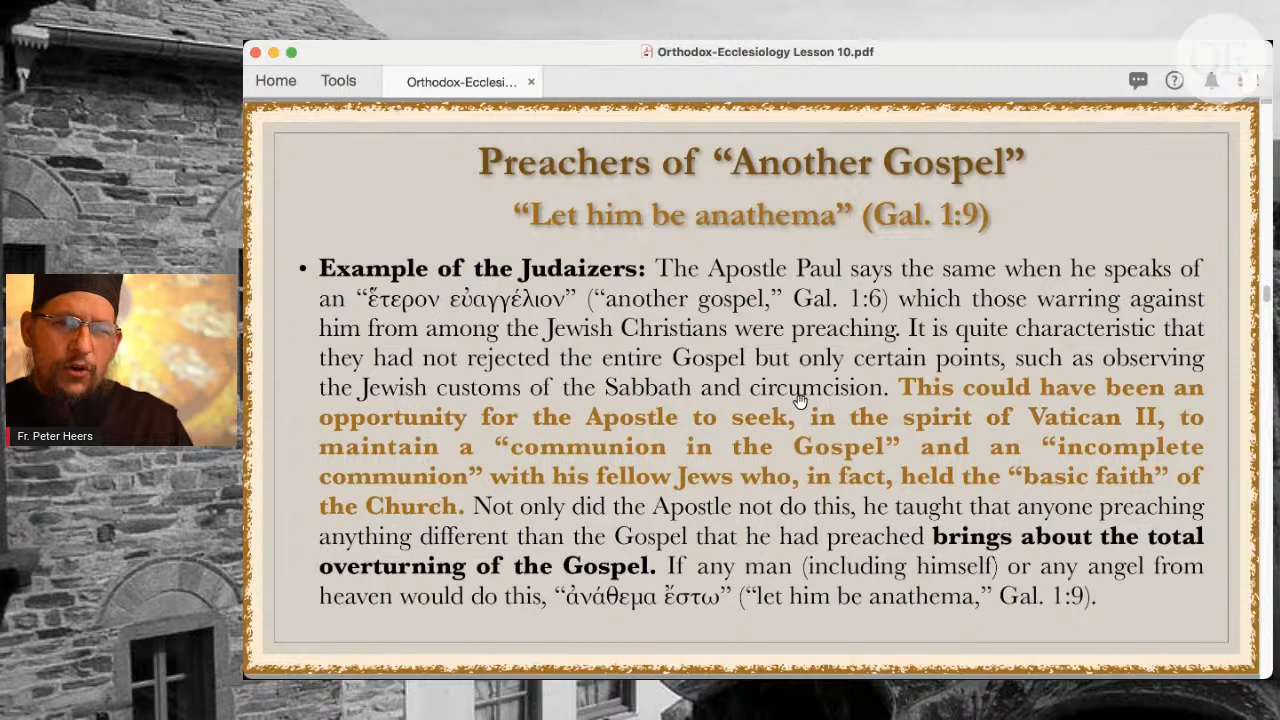 Orthodox-Ecclesiology Lesson 10.pdf
Home Tools Orthodox-Ecclesi... ×
Preachers of “Another Gospel”
“Let him be anathema” (Gal. 1:9)
• Example of the Judaizers: The Apostle Paul says the same when he speaks of
an “ἕτερον εὐαγγέλιον” (“another gospel,” Gal. 1:6) which those warring against
him from among the Jewish Christians were preaching. It is quite characteristic that
they had not rejected the entire Gospel but only certain points, such as observing
the Jewish customs of the Sabbath and circumcision. This could have been an
opportunity for the Apostle to seek, in the spirit of Vatican II, to
maintain a “communion in the Gospel” and an “incomplete
communion” with his fellow Jews who, in fact, held the “basic faith” of
the Church. Not only did the Apostle not do this, he taught that anyone preaching
anything different than the Gospel that he had preached brings about the total
overturning of the Gospel. If any man (including himself) or any angel from
heaven would do this, “ἀνάθεμα ἔστω” (“let him be anathema,” Gal. 1:9).
Fr. Peter Heers